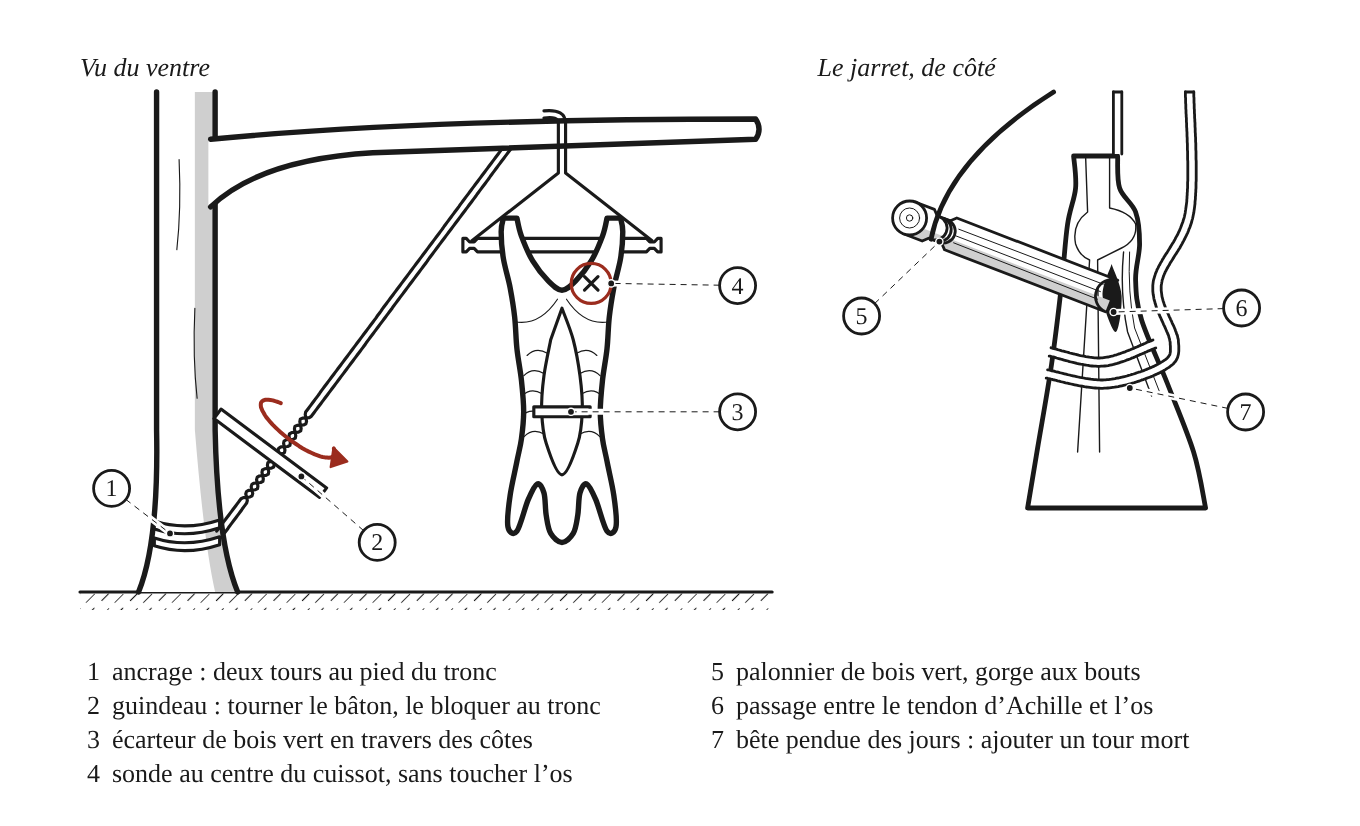 Vu du ventre
Le jarret, de côté
4
6
5
3
7
1
2
1 ancrage : deux tours au pied du tronc
2 guindeau : tourner le bâton, le bloquer au tronc
3 écarteur de bois vert en travers des côtes
4 sonde au centre du cuissot, sans toucher l’os
5 palonnier de bois vert, gorge aux bouts
6 passage entre le tendon d’Achille et l’os
7 bête pendue des jours : ajouter un tour mort